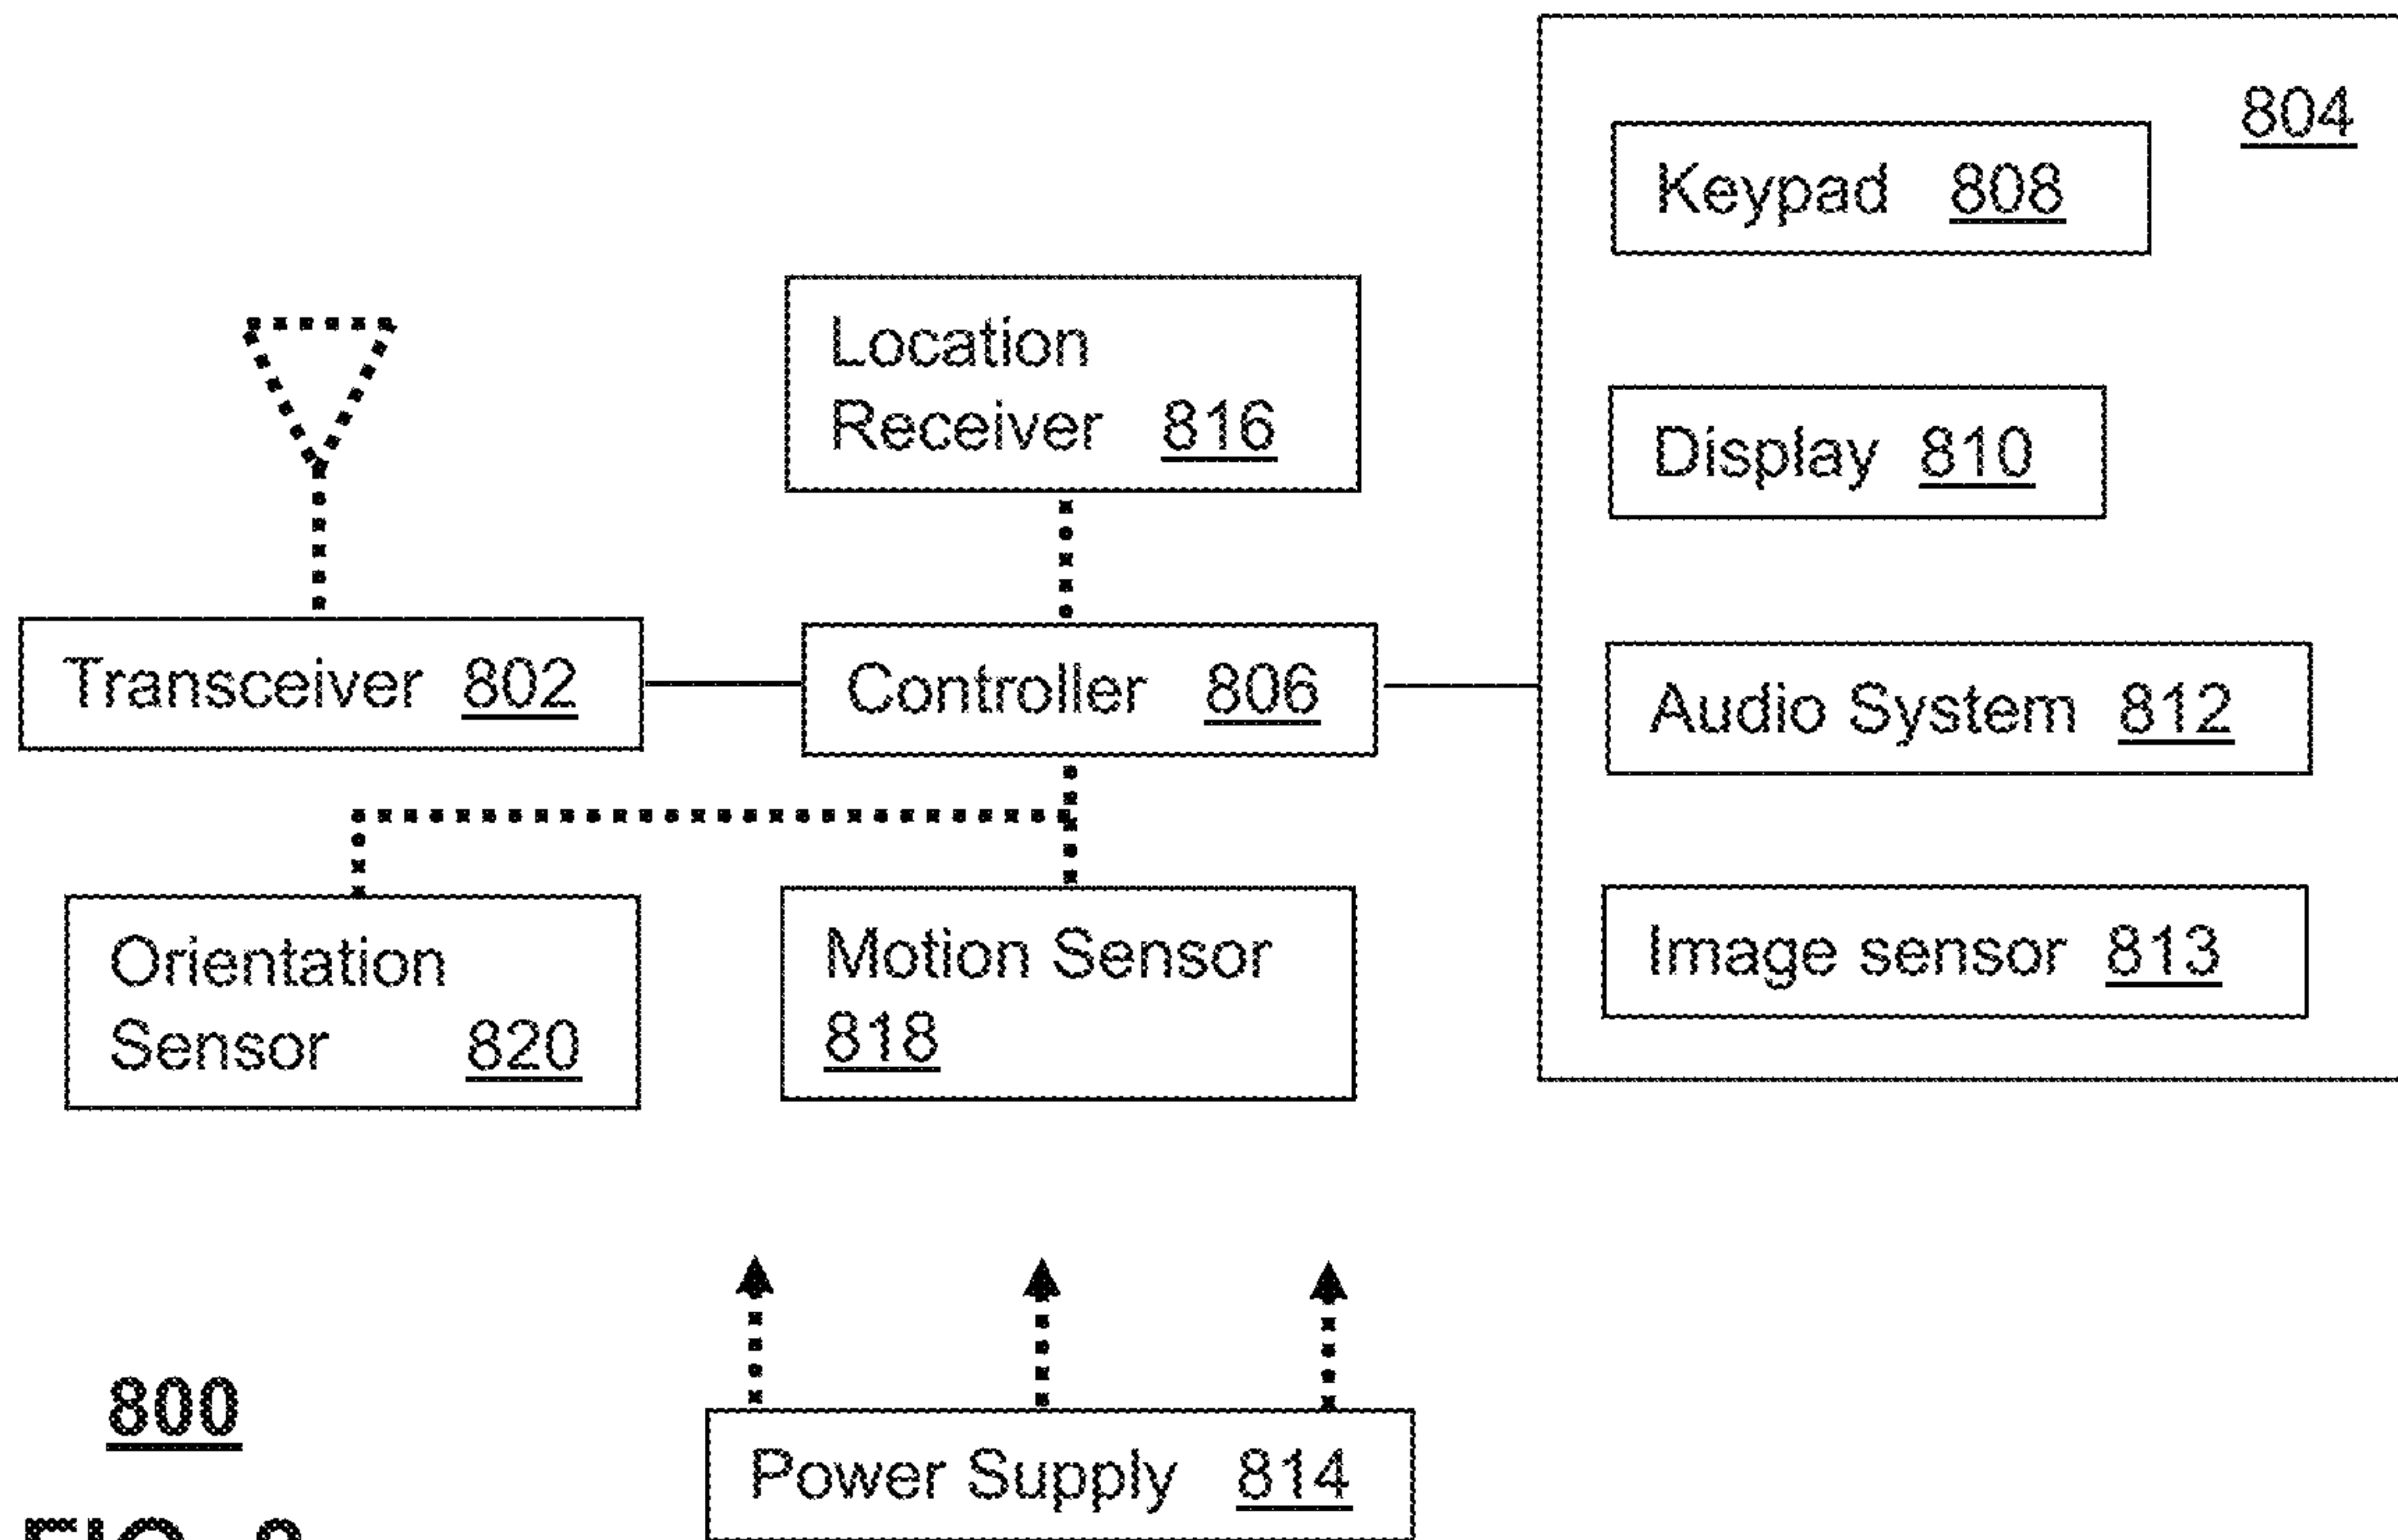 804
Keypad 808
Location
Receiver 816
Display 810
Transceiver 802
Controller 806
Audio System 812
Orientation
Sensor 820
Motion Sensor
818
Image sensor 813
800
Power Supply 814